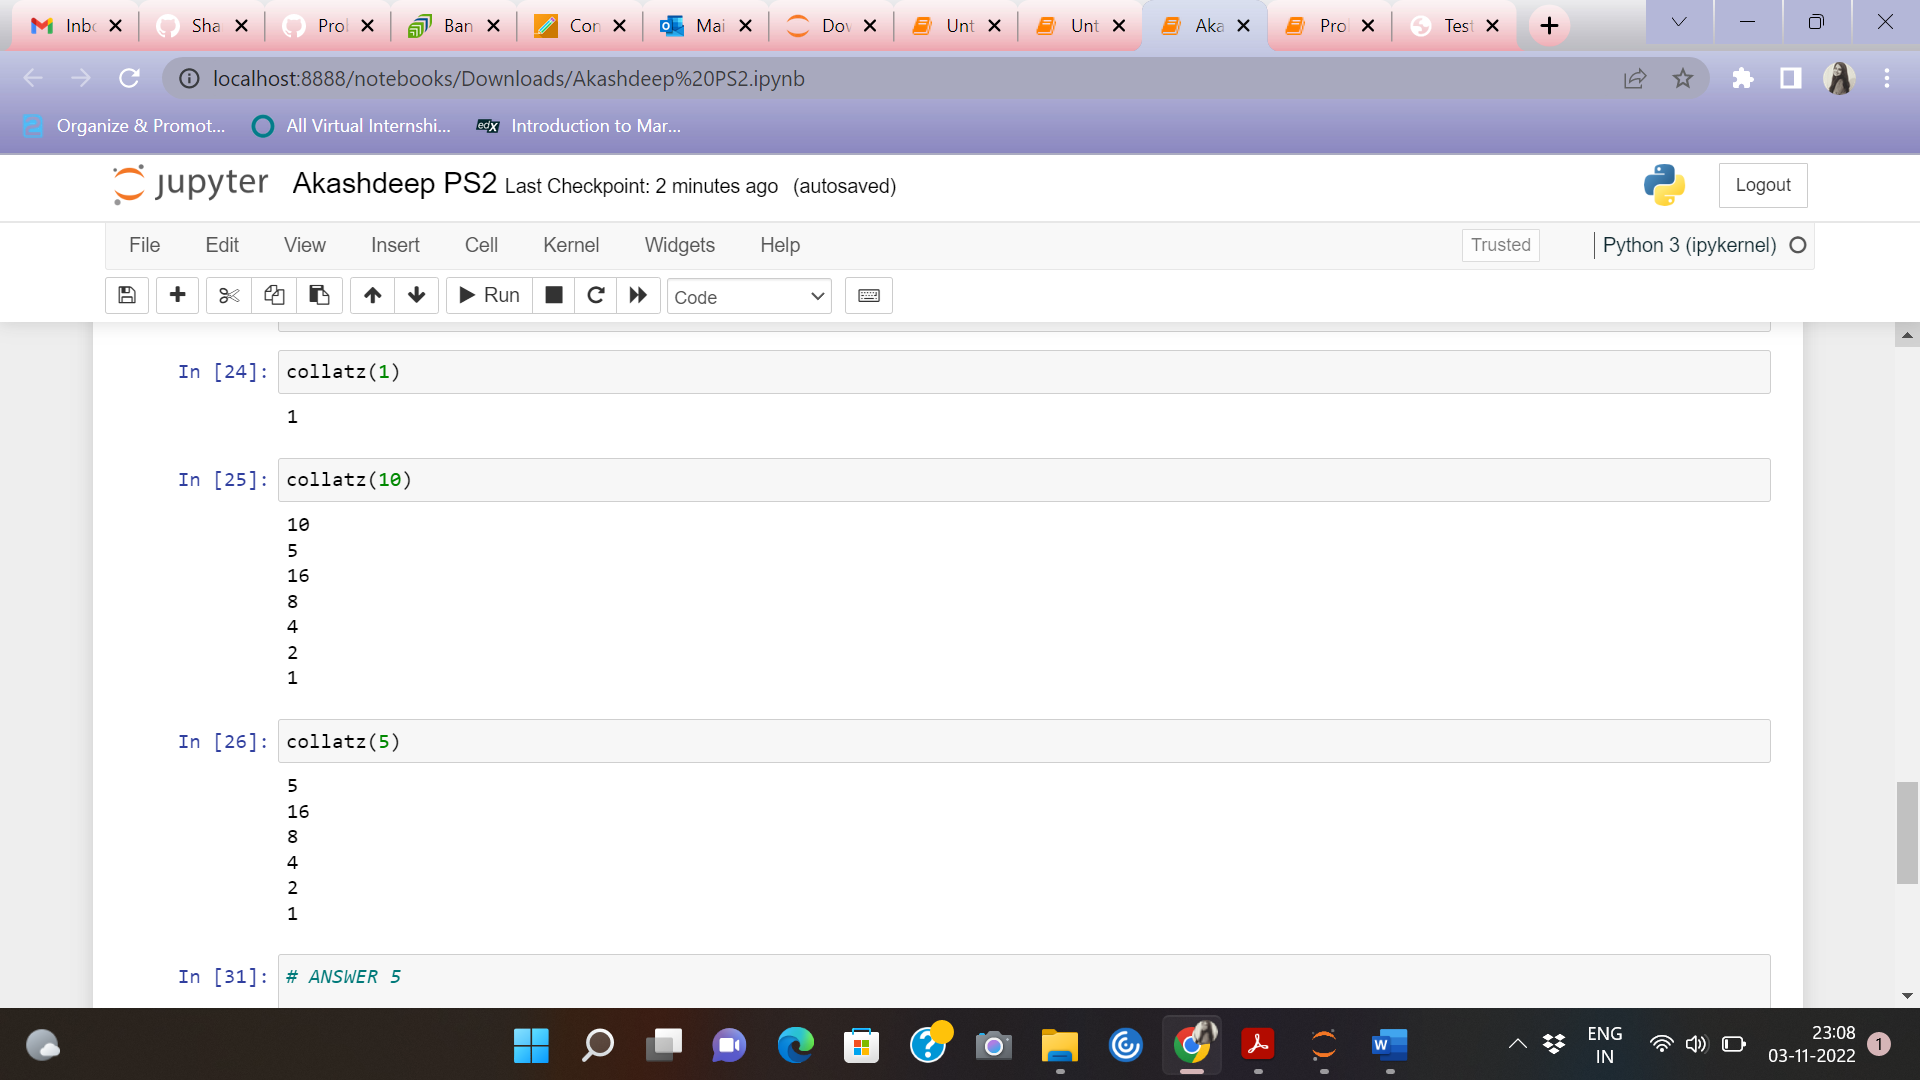 Inbo
Sha
Prol
Ban
Con
Mai
Dov
Unt
Unt
Aka
Pro
Test
localhost:8888/notebooks/Downloads/Akashdeep%20PS2.ipynb
Organize & Promot...
All Virtual Internshi...
edX
Introduction to Mar...
jupyter
Akashdeep PS2 Last Checkpoint: 2 minutes ago (autosaved)
Logout
File Edit View Insert Cell Kernel Widgets Help
Trusted
Python 3 (ipykernel)
Run
Code
In [24]: collatz(1)
1
In [25]: collatz(10)
10
5
16
8
4
2
1
In [26]: collatz(5)
5
16
8
4
2
1
In [31]: # ANSWER 5
ENG
IN
23:08
03-11-2022
1